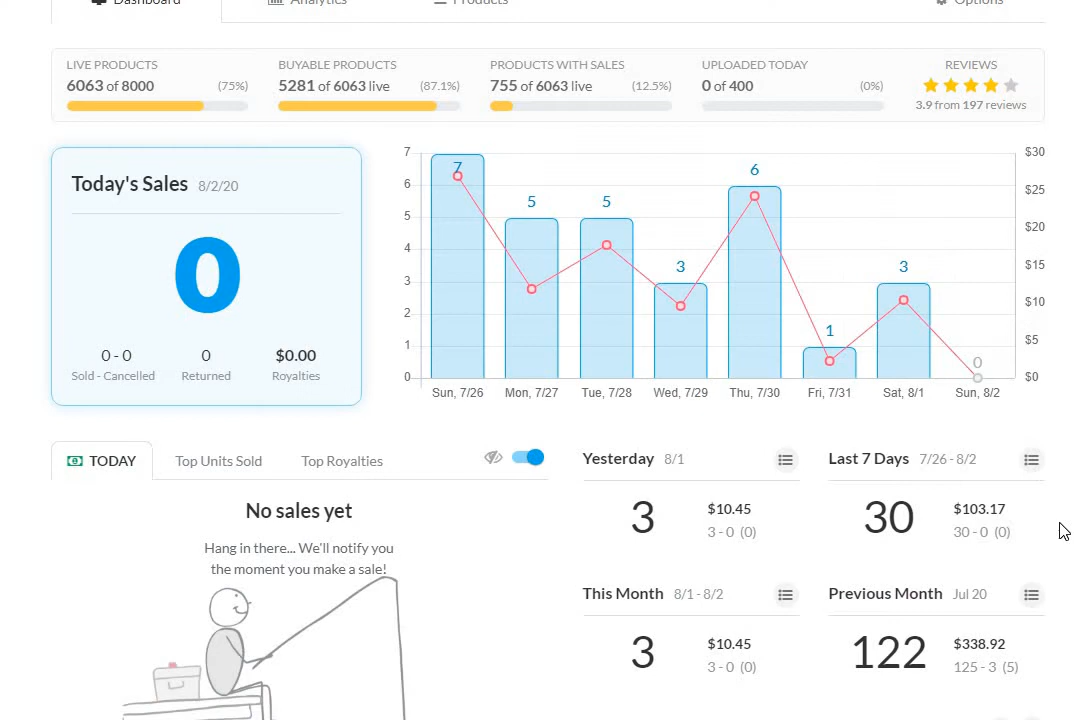 Dashboard Analytics Products Options
LIVE PRODUCTS BUYABLE PRODUCTS PRODUCTS WITH SALES UPLOADED TODAY REVIEWS
6063 of 8000 (75%) 5281 of 6063 live (87.1%) 755 of 6063 live (12.5%) 0 of 400 (0%)
3.9 from 197 reviews
Today's Sales 8/2/20
0
0 - 0 0 $0.00
Sold - Cancelled Returned Royalties
7 $30
7
6 6 $25
5 5 5 $20
4 $15
3 3 3 $10
2
1 1 $5
0 0 $0
Sun, 7/26 Mon, 7/27 Tue, 7/28 Wed, 7/29 Thu, 7/30 Fri, 7/31 Sat, 8/1 Sun, 8/2
TODAY Top Units Sold Top Royalties
No sales yet
Hang in there... We'll notify you
the moment you make a sale!
Yesterday 8/1
3 $10.45
3 - 0 (0)
Last 7 Days 7/26 - 8/2
30 $103.17
30 - 0 (0)
This Month 8/1 - 8/2
3 $10.45
3 - 0 (0)
Previous Month Jul 20
122 $338.92
125 - 3 (5)